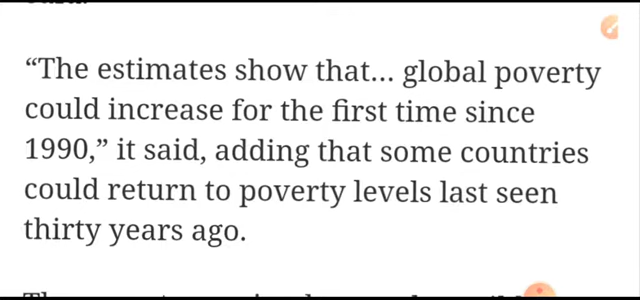 “The estimates show that... global poverty
could increase for the first time since
1990,” it said, adding that some countries
could return to poverty levels last seen
thirty years ago.